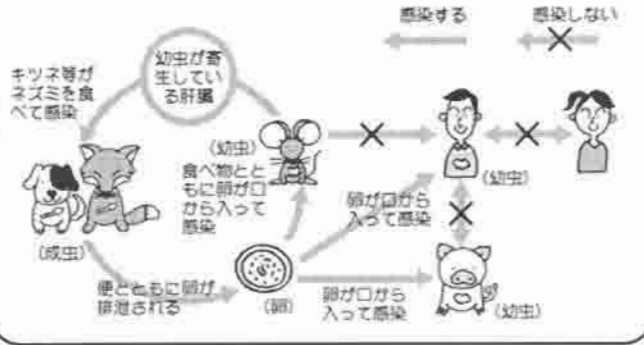 感染する
感染しない
幼虫が寄
生してい
る肝臓
キツネ等が
ネズミを食
べて感染
(幼虫)
食べ物とと
もに卵が口
から入って
感染
(幼虫)
卵が口から
入って感染
(成虫)
便とともに卵が
排泄される
(卵)
卵が口から
入って感染
(幼虫)